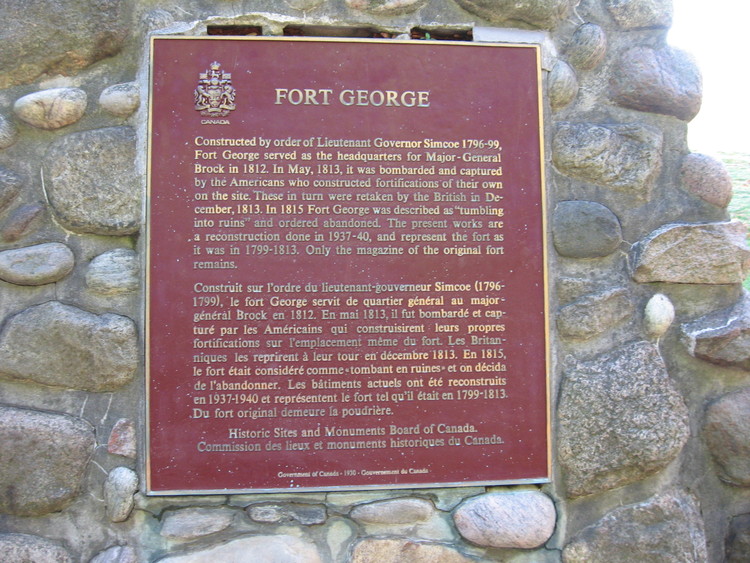 CANADA
FORT GEORGE
Constructed by order of Lieutenant Governor Simcoe 1796-99,
Fort George served as the headquarters for Major-General
Brock in 1812. In May, 1813, it was bombarded and captured
by the Americans who constructed fortifications of their own
on the site. These in turn were retaken by the British in De-
cember, 1813. In 1815 Fort George was described as "tumbling
into ruins" and ordered abandoned. The present works are
a reconstruction done in 1937-40, and represent the fort as
it was in 1799-1813. Only the magazine of the original fort
remains.
Construit sur l'ordre du lieutenant-gouverneur Simcoe (1796-
1799), le fort George servit de quartier général au major-
général Brock en 1812. En mai 1813, il fut bombardé et cap-
turé par les Américains qui construisirent leurs propres
fortifications sur l'emplacement même du fort. Les Britan-
niques les reprirent à leur tour en décembre 1813. En 1815,
le fort était considéré comme «tombant en ruines» et on décida
de l'abandonner. Les bâtiments actuels ont été reconstruits
en 1937-1940 et représentent le fort tel qu'il était en 1799-1813.
Du fort original demeure la poudrière.
Historic Sites and Monuments Board of Canada.
Commission des lieux et monuments historiques du Canada.
Government of Canada - Gouvernement du Canada